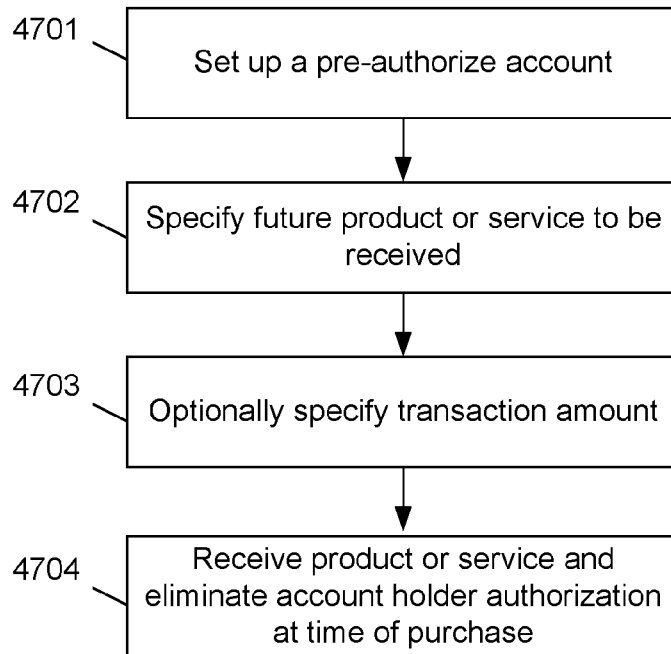 4701
Set up a pre-authorize account
4702
Specify future product or service to be
received
4703
Optionally specify transaction amount
4704
Receive product or service and
eliminate account holder authorization
at time of purchase